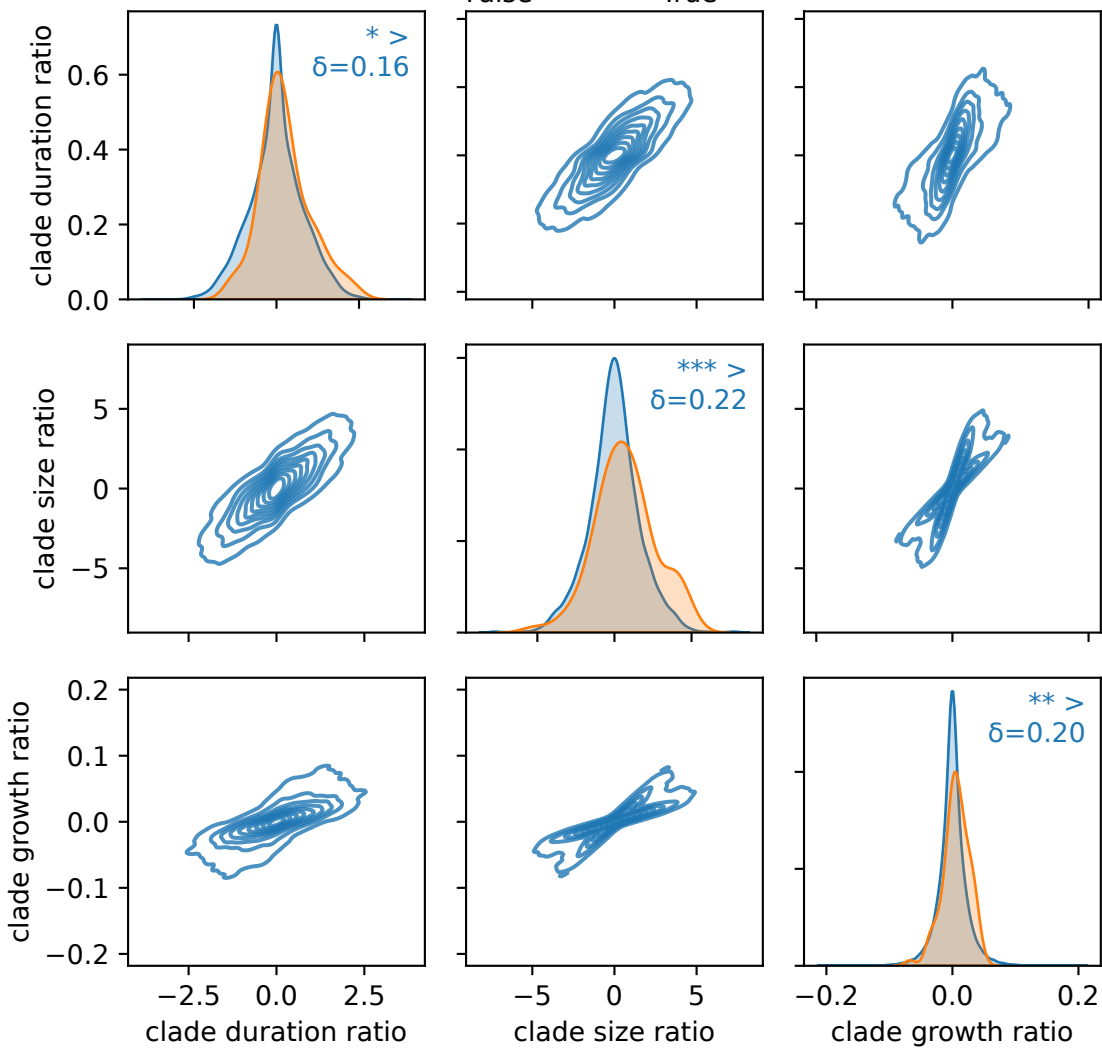 clade duration ratio
0.6
0.4
0.2
0.0
* >
δ=0.16
clade size ratio
5
0
−5
*** >
δ=0.22
clade growth ratio
0.2
0.1
0.0
−0.1
−0.2
** >
δ=0.20
−2.5 0.0 2.5
−5 0 5
−0.2 0.0 0.2
clade duration ratio
clade size ratio
clade growth ratio